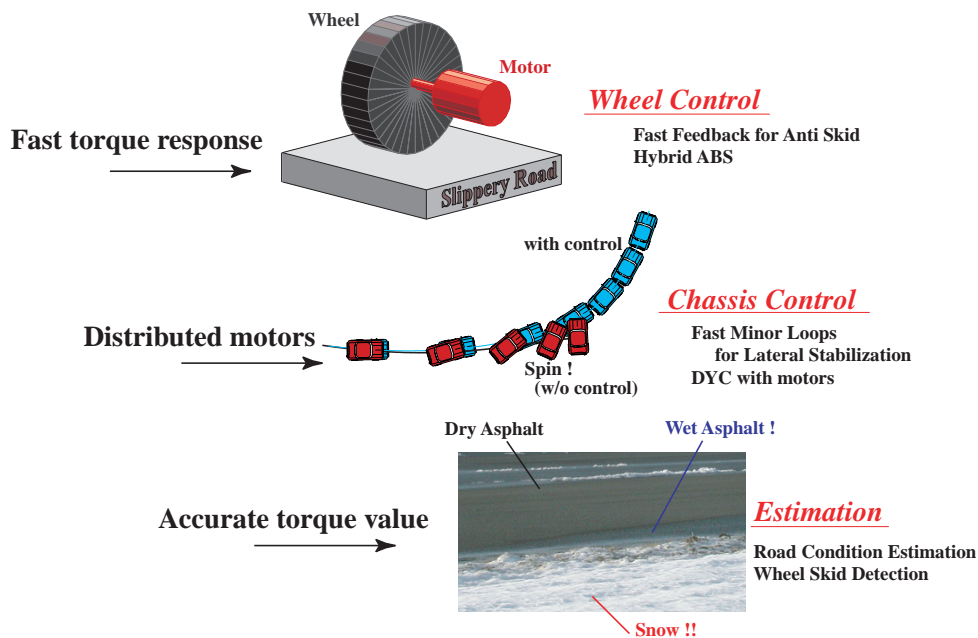 Wheel
Motor
Fast torque response
Slippery Road
Wheel Control
Fast Feedback for Anti Skid
Hybrid ABS
with control
Distributed motors
Spin !
(w/o control)
Chassis Control
Fast Minor Loops
for Lateral Stabilization
DYC with motors
Dry Asphalt
Wet Asphalt !
Accurate torque value
Snow !!
Estimation
Road Condition Estimation
Wheel Skid Detection